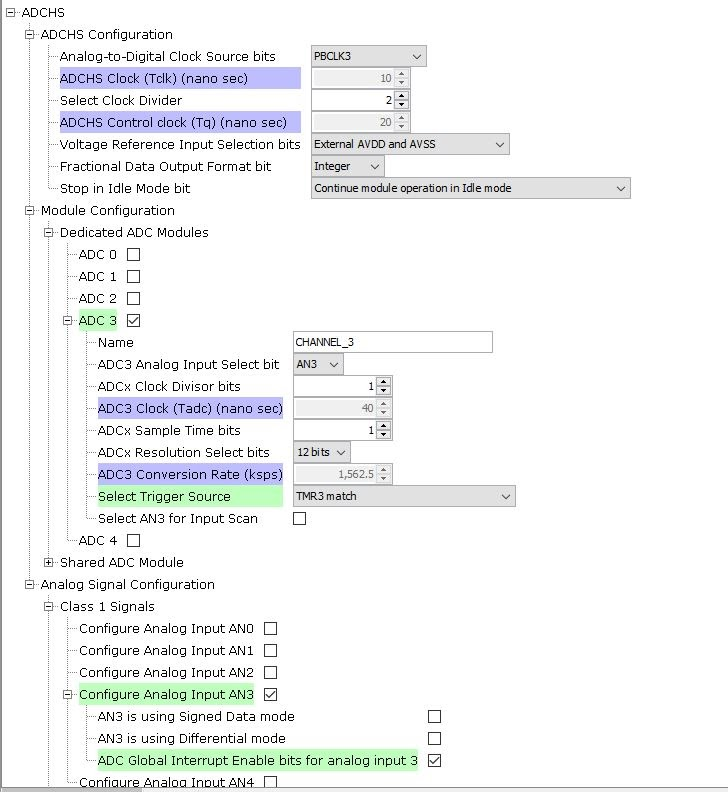 ADCHS
ADCHS Configuration
Analog-to-Digital Clock Source bits PBCLK3
ADCHS Clock (Tclk) (nano sec) 10
Select Clock Divider 2
ADCHS Control clock (Tq) (nano sec) 20
Voltage Reference Input Selection bits External AVDD and AVSS
Fractional Data Output Format bit Integer
Stop in Idle Mode bit Continue module operation in Idle mode
Module Configuration
Dedicated ADC Modules
ADC 0
ADC 1
ADC 2
ADC 3
Name CHANNEL_3
ADC3 Analog Input Select bit AN3
ADCx Clock Divisor bits 1
ADC3 Clock (Tadc) (nano sec) 40
ADCx Sample Time bits 1
ADCx Resolution Select bits 12 bits
ADC3 Conversion Rate (ksps) 1,562.5
Select Trigger Source TMR3 match
Select AN3 for Input Scan
ADC 4
Shared ADC Module
Analog Signal Configuration
Class 1 Signals
Configure Analog Input AN0
Configure Analog Input AN1
Configure Analog Input AN2
Configure Analog Input AN3
AN3 is using Signed Data mode
AN3 is using Differential mode
ADC Global Interrupt Enable bits for analog input 3
Configure Analog Input AN4